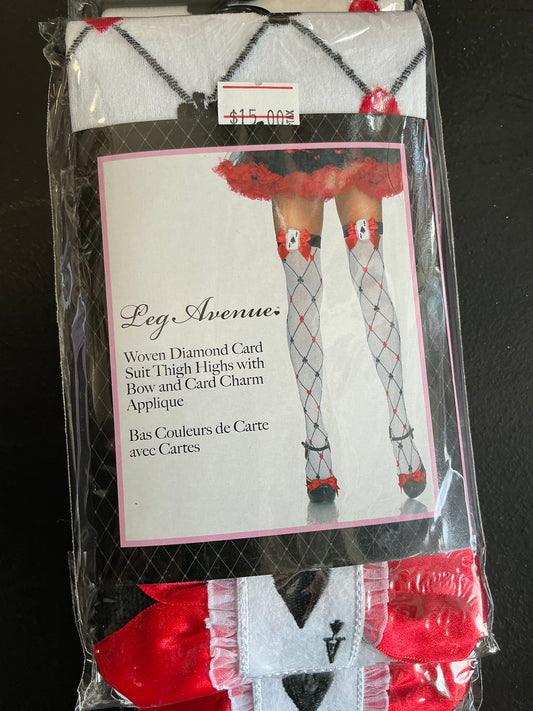 $15.00
TAX
Leg Avenue
Woven Diamond Card
Suit Thigh Highs with
Bow and Card Charm
Applique
Bas Couleurs de Carte
avec Cartes
A